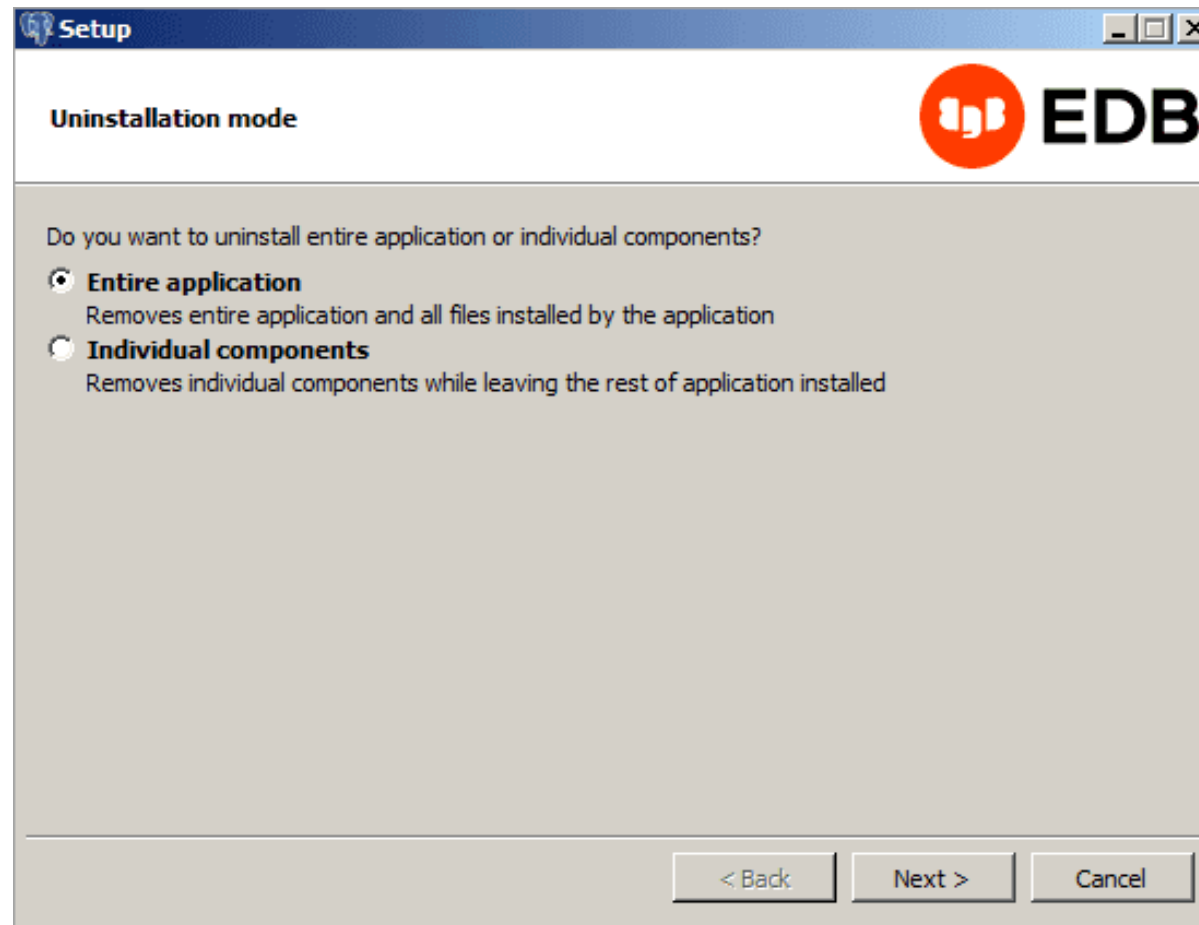 Setup
Uninstallation mode
EDB
Do you want to uninstall entire application or individual components?
Entire application
Removes entire application and all files installed by the application
Individual components
Removes individual components while leaving the rest of application installed
< Back
Next >
Cancel